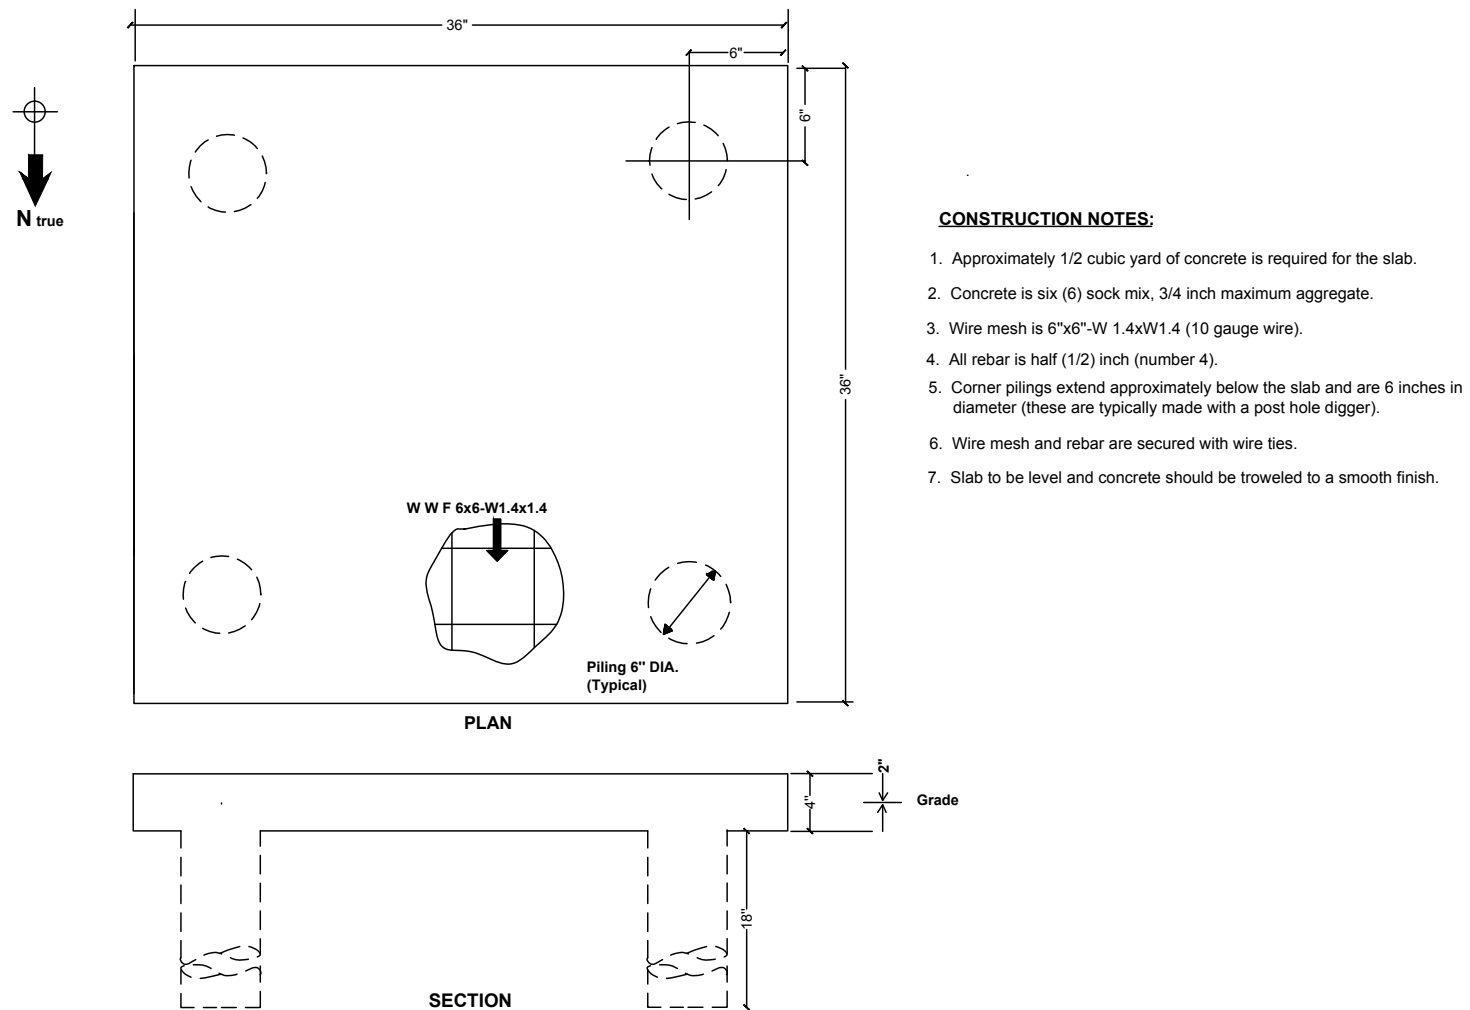 36"
6"
6"
N true
CONSTRUCTION NOTES:
1. Approximately 1/2 cubic yard of concrete is required for the slab.
2. Concrete is six (6) sock mix, 3/4 inch maximum aggregate.
3. Wire mesh is 6"x6"-W 1.4xW1.4 (10 gauge wire).
4. All rebar is half (1/2) inch (number 4).
5. Corner pilings extend approximately below the slab and are 6 inches in
diameter (these are typically made with a post hole digger).
6. Wire mesh and rebar are secured with wire ties.
7. Slab to be level and concrete should be troweled to a smooth finish.
36"
W W F 6x6-W1.4x1.4
Piling 6" DIA.
(Typical)
PLAN
2"
4"
Grade
18"
SECTION